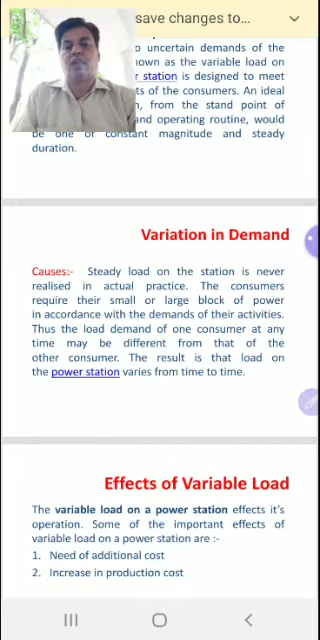 save changes to...
o uncertain demands of the
nown as the variable load on
r station is designed to meet
ts of the consumers. An ideal
n, from the stand point of
and operating routine, would
be one of constant magnitude and steady
duration.
Variation in Demand
Causes:- Steady load on the station is never
realised in actual practice. The consumers
require their small or large block of power
in accordance with the demands of their activities.
Thus the load demand of one consumer at any
time may be different from that of the
other consumer. The result is that load on
the power station varies from time to time.
Effects of Variable Load
The variable load on a power station effects it's
operation. Some of the important effects of
variable load on a power station are :-
1. Need of additional cost
2. Increase in production cost